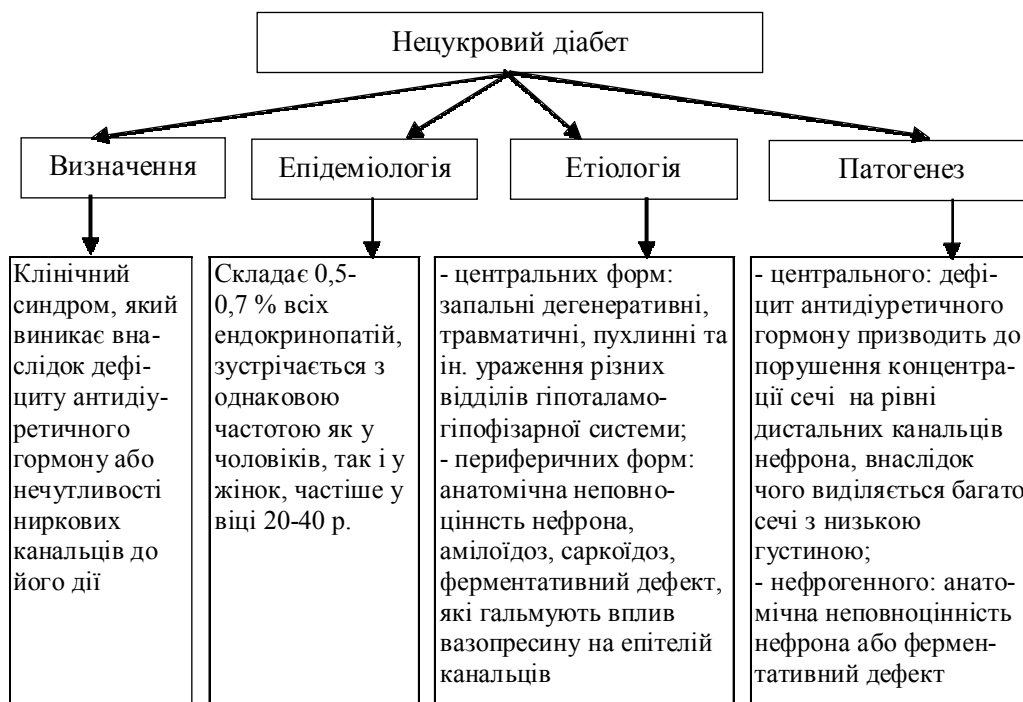 Нецукровий діабет
Визначення
Епідеміологія
Етіологія
Патогенез
Клінічний
синдром, який
виникає вна-
слідок дефі-
циту антидіу-
ретичного
гормону або
нечутливості
ниркових
канальців до
його дії
Складає 0,5-
0,7 % всіх
ендокринопатій,
зустрічається з
однаковою
частотою як у
чоловіків, так і у
жінок, частіше у
віці 20-40 р.
- центральних форм:
запальні дегенеративні,
травматичні, пухлинні та
ін. ураження різних
відділів гіпоталамо-
гіпофізарної системи;
- периферичних форм:
анатомічна неповно-
ціннсть нефрона,
амілоїдоз, саркоїдоз,
ферментативний дефект,
які гальмують вплив
вазопресину на епітелій
канальців
- центрального: дефі-
цит антидіуретичного
гормону призводить до
порушення концентра-
ції сечі на рівні
дистальних канальців
нефрона, внаслідок
чого виділяється багато
сечі з низькою
густиною;
- нефрогенного: анато-
мічна неповноцінність
нефрона або фермен-
тативний дефект